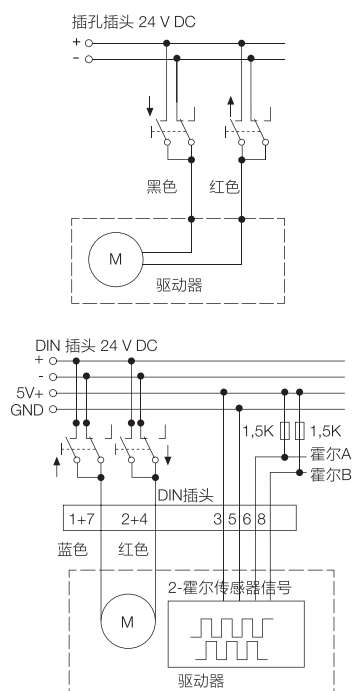 插孔插头 24 V DC
+
-
黑色 红色
M
驱动器
DIN 插头 24 V DC
+
-
5V+
GND
1,5K 1,5K
霍尔A
霍尔B
DIN插头
1+7 2+4 3 5 6 8
蓝色 红色
2-霍尔传感器信号
M
驱动器